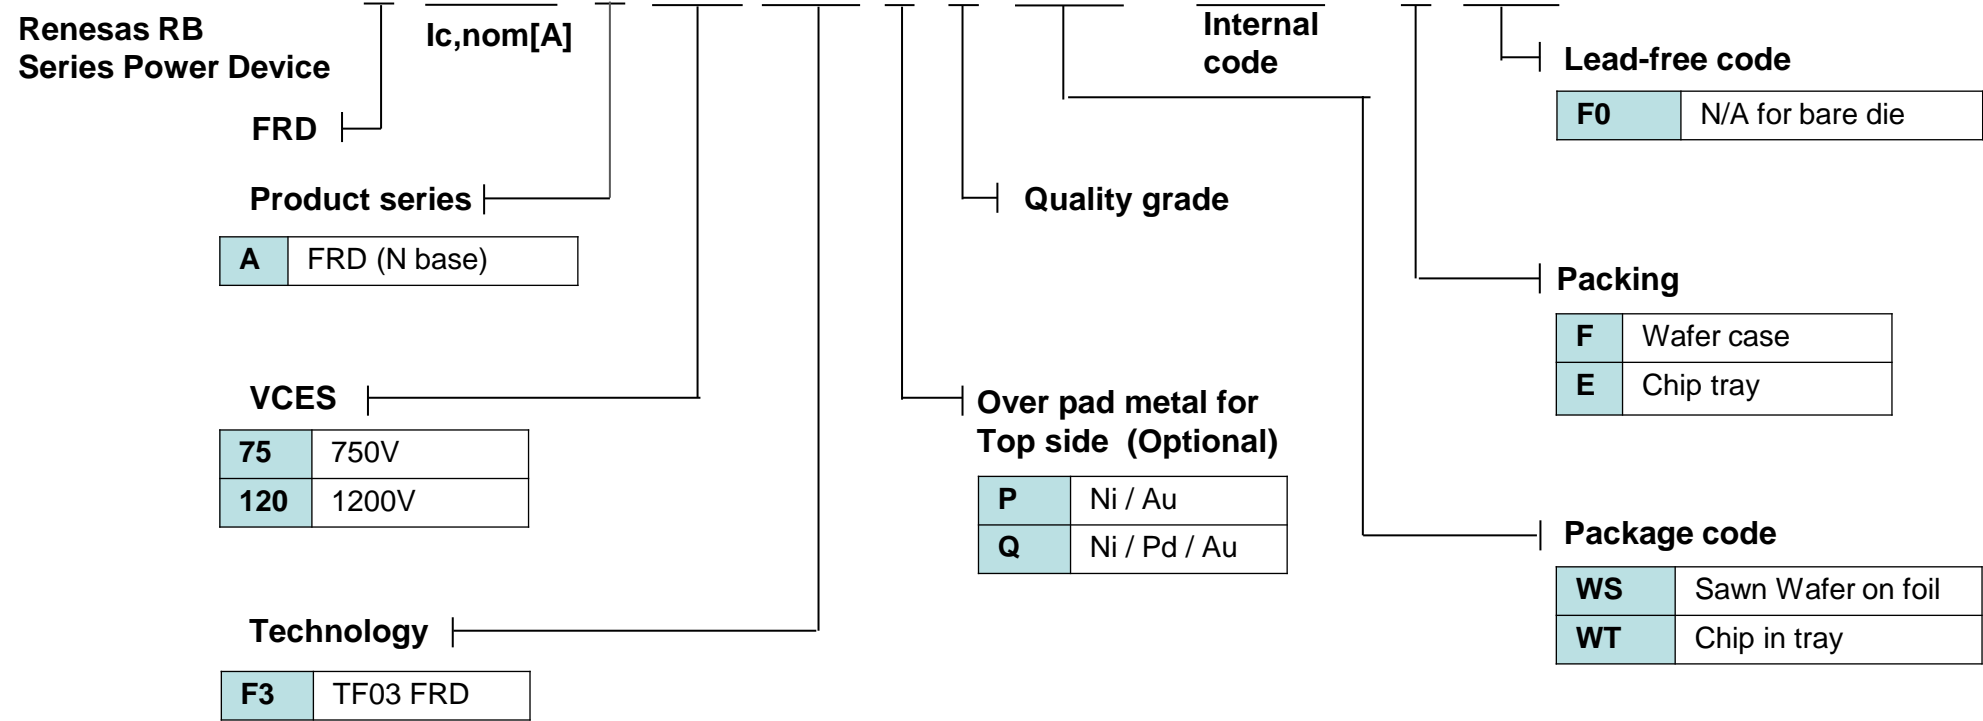 Renesas RB
Series Power Device
Ic,nom[A]
Internal
code
FRD
Product series
A FRD (N base)
VCES
75 750V
120 1200V
Technology
F3 TF03 FRD
Quality grade
Over pad metal for
Top side (Optional)
P Ni / Au
Q Ni / Pd / Au
Lead-free code
F0 N/A for bare die
Packing
F Wafer case
E Chip tray
Package code
WS Sawn Wafer on foil
WT Chip in tray